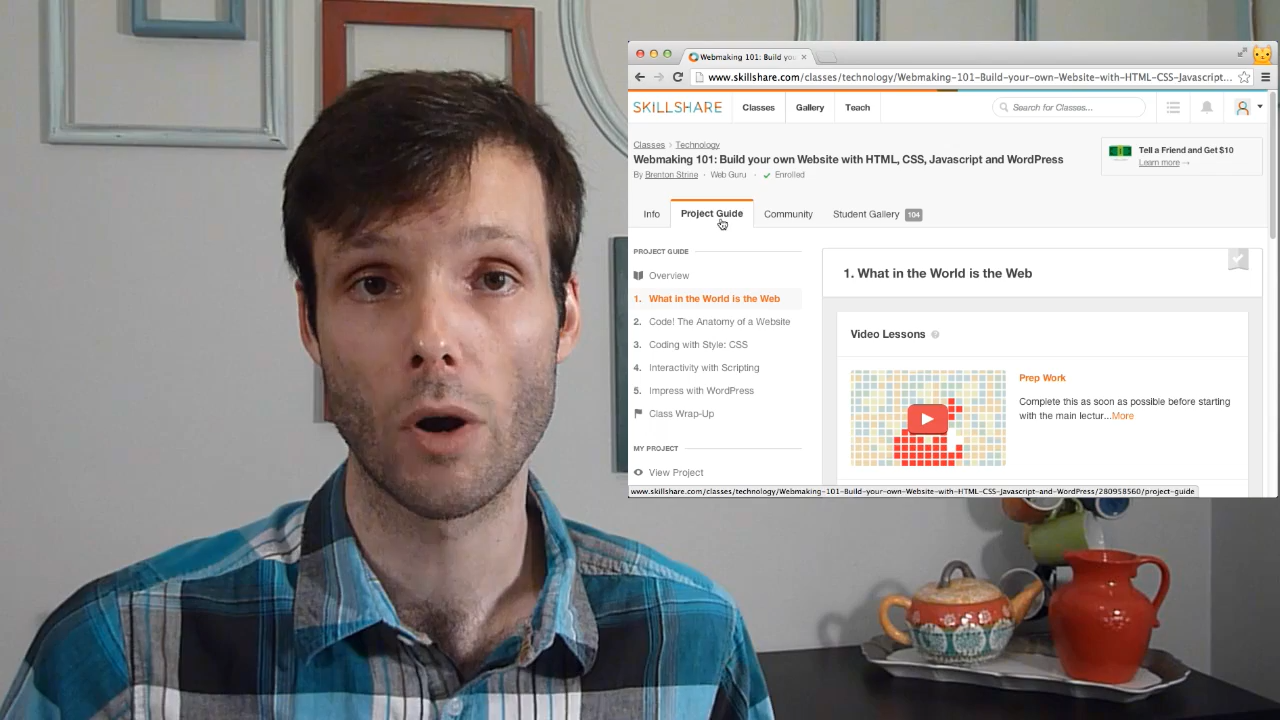 Webmaking 101: Build you
www.skillshare.com/classes/technology/Webmaking-101-Build-your-own-Website-with-HTML-CSS-Javascript...
SKILLSHARE Classes Gallery Teach Search for Classes...
Classes › Technology
Webmaking 101: Build your own Website with HTML, CSS, Javascript and WordPress
By Brenton Strine · Web Guru · Enrolled
Tell a Friend and Get $10
Learn more →
Info Project Guide Community Student Gallery 104
PROJECT GUIDE
Overview
1. What in the World is the Web
2. Code! The Anatomy of a Website
3. Coding with Style: CSS
4. Interactivity with Scripting
5. Impress with WordPress
Class Wrap-Up
MY PROJECT
View Project
1. What in the World is the Web
Video Lessons ?
Prep Work
Complete this as soon as possible before starting
with the main lectur...More
www.skillshare.com/classes/technology/Webmaking-101-Build-your-own-Website-with-HTML-CSS-Javascript-and-WordPress/280958560/project-guide